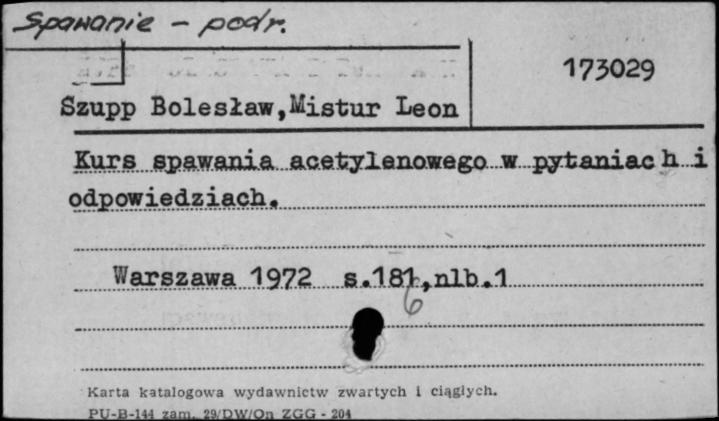 Spawanie - podr.
173029
Szupp Bolesław,Mistur Leon
Kurs spawania acetylenowego w pytaniach i
odpowiedziach.
Warszawa 1972 s.181,nlb.1
6
Karta katalogowa wydawnictw zwartych i ciągłych.
PU-B-144 zam. 29/DW/On ZGG - 204